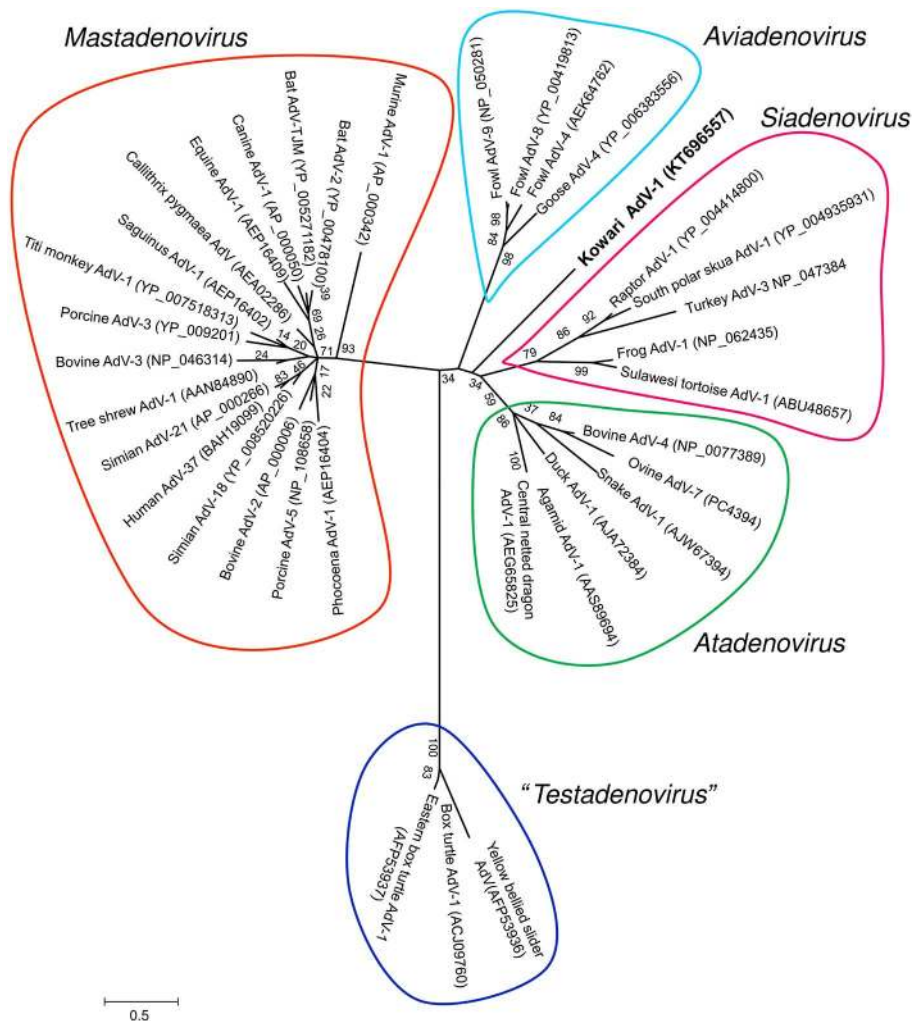 Mastadenovirus
Aviadenovirus
Siadenovirus
Murine AdV-1 (AP_000342)
Bat AdV-2 (YP_004782100)
Bat AdV-TJM (YP_005271182)
Canine AdV-1 (AP_000050)
Equine AdV-1 (AEP16409)
Callithrix pygmaea AdV (AEA02286)
Saguinus AdV-1 (AEP16402)
Titi monkey AdV-1 (YP_007518313)
Porcine AdV-3 (YP_009201)
Bovine AdV-3 (NP_046314)
Tree shrew AdV-1 (AAN84890)
Simian AdV-21 (AP_000266)
Human AdV-37 (BAH19099)
Simian AdV-18 (YP_008520226)
Bovine AdV-2 (AP_000006)
Porcine AdV-5 (NP_108658)
Phocoena AdV-1 (AEP16404)
39
69
26
14
20
71
93
24
46
83
17
22
Fowl AdV-9 (NP_050281)
Fowl AdV-8 (YP_00419813)
Fowl AdV-4 (AEK64762)
Goose AdV-4 (YP_006383556)
98
84
98
Kowari AdV-1 (KT696557)
Raptor AdV-1 (YP_004414800)
South polar skua AdV-1 (YP_004935931)
Turkey AdV-3 NP_047384
Frog AdV-1 (NP_062435)
Sulawesi tortoise AdV-1 (ABU48657)
92
86
79
99
34
34
59
86
37
84
100
Bovine AdV-4 (NP_0077389)
Ovine AdV-7 (PC4394)
Snake AdV-1 (AJW67394)
Duck AdV-1 (AJA72384)
Agamid AdV-1 (AAS89694)
Central netted dragon
AdV-1 (AEG65825)
Atadenovirus
100
83
“Testadenovirus”
Eastern box turtle AdV-1
(AFP53937)
Box turtle AdV-1 (ACJ09760)
Yellow bellied slider
AdV(AFP53936)
0.5